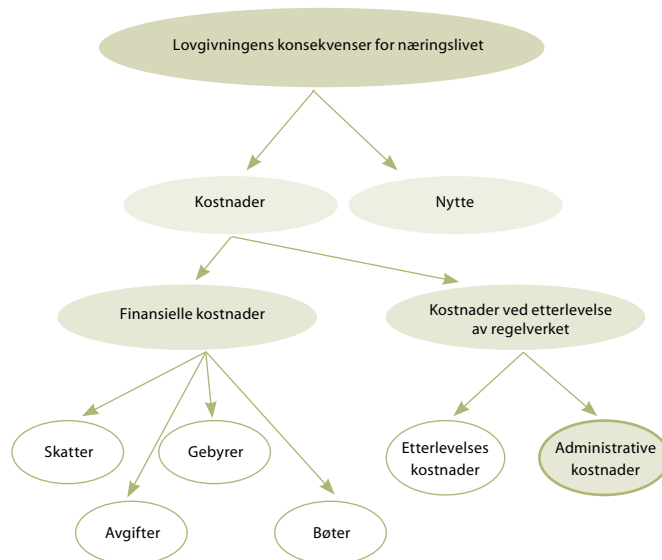 Lovgivningens konsekvenser for næringslivet
Kostnader
Nytte
Finansielle kostnader
Kostnader ved etterlevelse
av regelverket
Skatter
Gebyrer
Etterlevelses
kostnader
Administrative
kostnader
Avgifter
Bøter